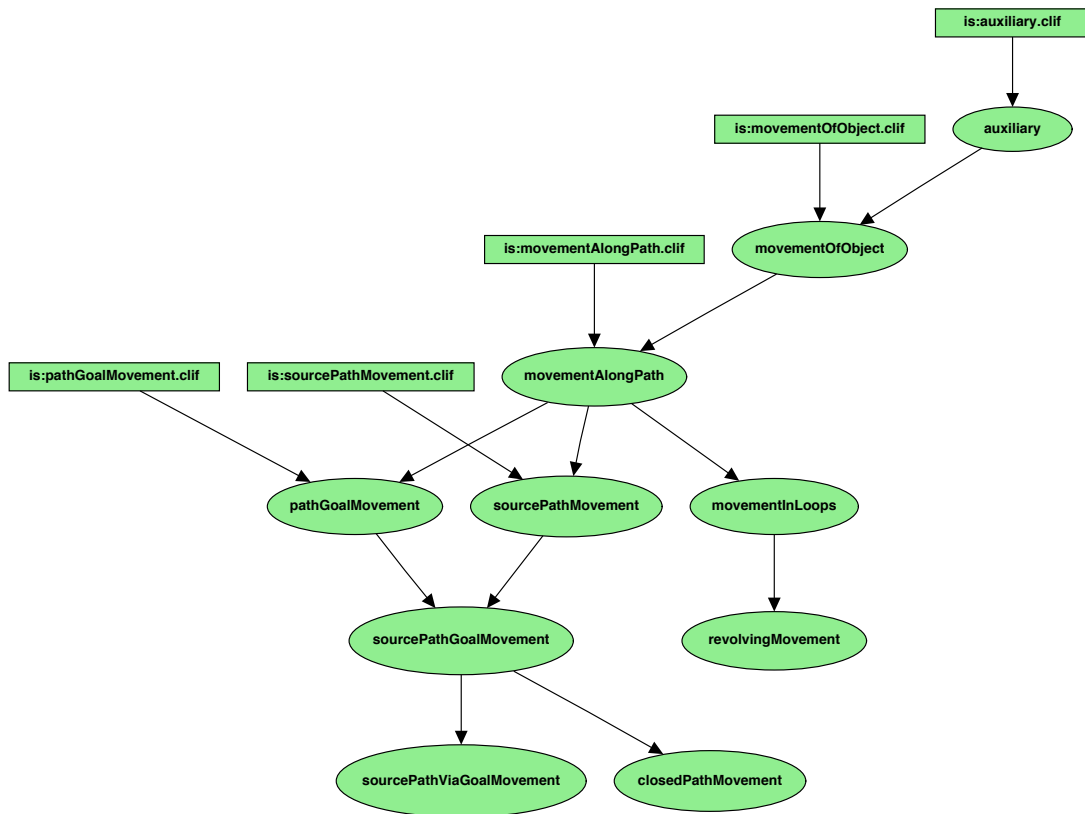 is:auxiliary.clif
auxiliary
is:movementOfObject.clif
movementOfObject
is:movementAlongPath.clif
movementAlongPath
is:pathGoalMovement.clif
is:sourcePathMovement.clif
pathGoalMovement
sourcePathMovement
movementInLoops
sourcePathGoalMovement
revolvingMovement
sourcePathViaGoalMovement
closedPathMovement